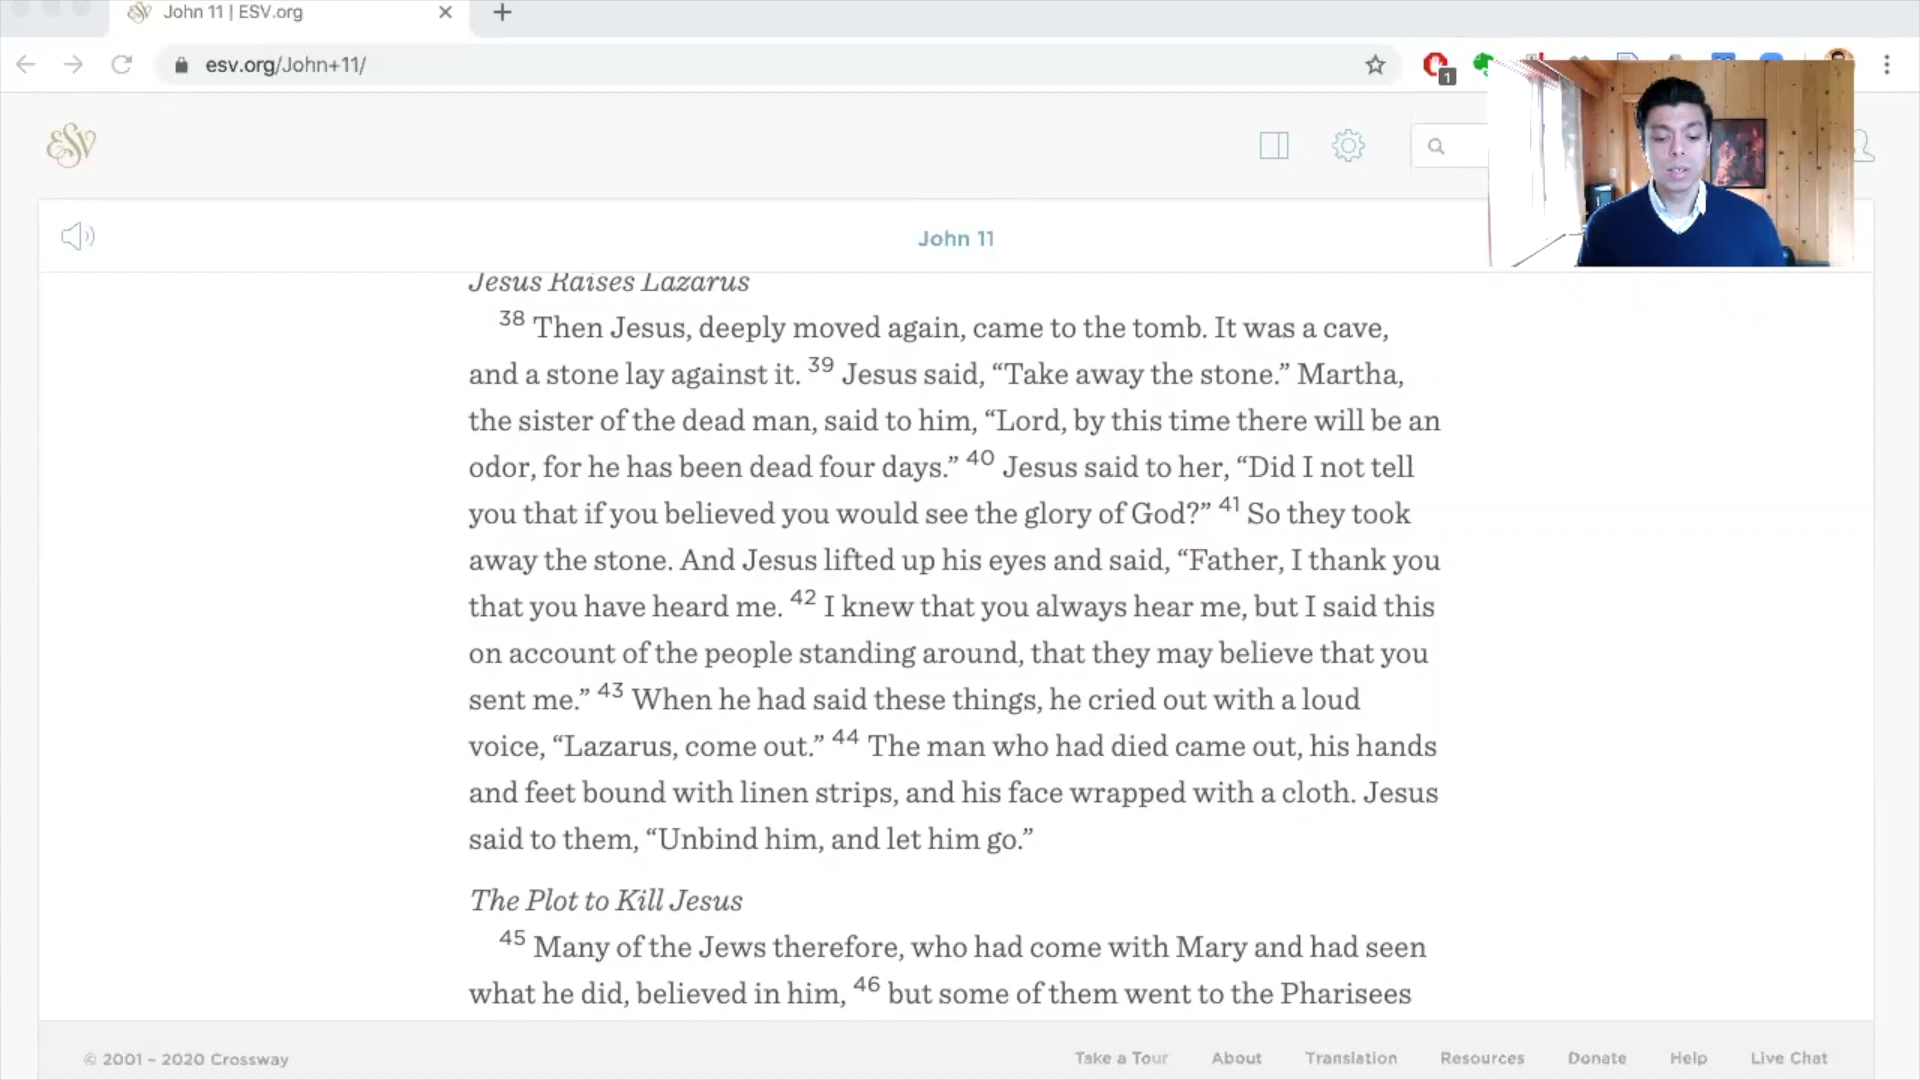 John 11 | ESV.org
esv.org/John+11/
1
ESV
John 11
Jesus Raises Lazarus
38 Then Jesus, deeply moved again, came to the tomb. It was a cave,
and a stone lay against it. 39 Jesus said, “Take away the stone.” Martha,
the sister of the dead man, said to him, “Lord, by this time there will be an
odor, for he has been dead four days.” 40 Jesus said to her, “Did I not tell
you that if you believed you would see the glory of God?” 41 So they took
away the stone. And Jesus lifted up his eyes and said, “Father, I thank you
that you have heard me. 42 I knew that you always hear me, but I said this
on account of the people standing around, that they may believe that you
sent me.” 43 When he had said these things, he cried out with a loud
voice, “Lazarus, come out.” 44 The man who had died came out, his hands
and feet bound with linen strips, and his face wrapped with a cloth. Jesus
said to them, “Unbind him, and let him go.”
The Plot to Kill Jesus
45 Many of the Jews therefore, who had come with Mary and had seen
what he did, believed in him, 46 but some of them went to the Pharisees
© 2001 – 2020 Crossway Take a Tour About Translation Resources Donate Help Live Chat